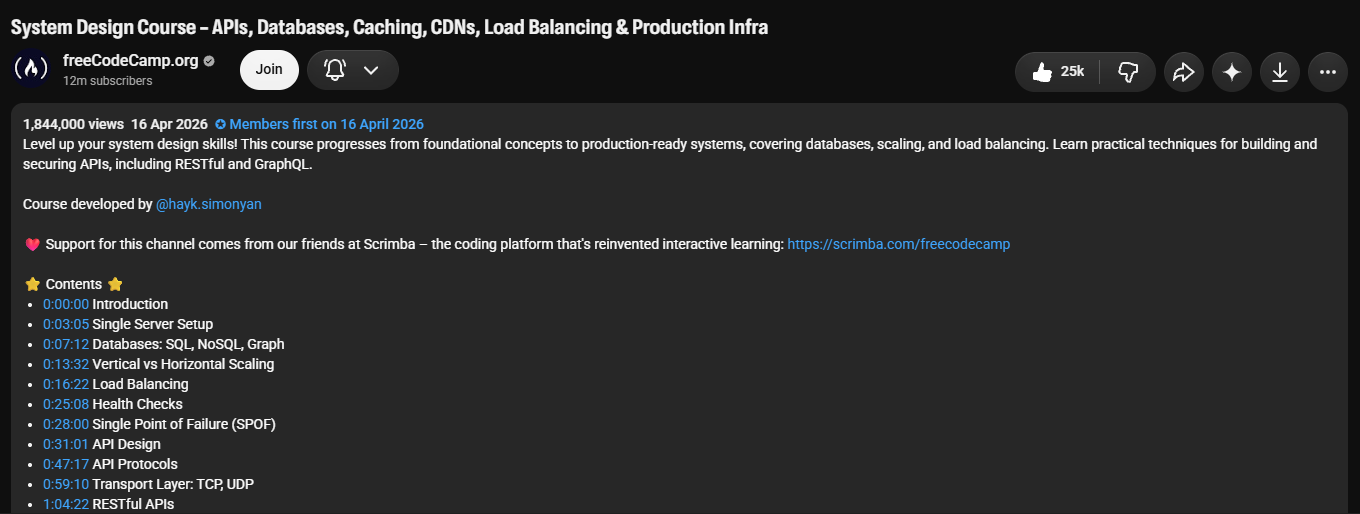 System Design Course – APIs, Databases, Caching, CDNs, Load Balancing & Production Infra
freeCodeCamp.org
12m subscribers
Join
25k
1,844,000 views 16 Apr 2026 Members first on 16 April 2026
Level up your system design skills! This course progresses from foundational concepts to production-ready systems, covering databases, scaling, and load balancing. Learn practical techniques for building and
securing APIs, including RESTful and GraphQL.
Course developed by @hayk.simonyan
❤️ Support for this channel comes from our friends at Scrimba – the coding platform that's reinvented interactive learning: https://scrimba.com/freecodecamp
⭐ Contents ⭐
• 0:00:00 Introduction
• 0:03:05 Single Server Setup
• 0:07:12 Databases: SQL, NoSQL, Graph
• 0:13:32 Vertical vs Horizontal Scaling
• 0:16:22 Load Balancing
• 0:25:08 Health Checks
• 0:28:00 Single Point of Failure (SPOF)
• 0:31:01 API Design
• 0:47:17 API Protocols
• 0:59:10 Transport Layer: TCP, UDP
• 1:04:22 RESTful APIs